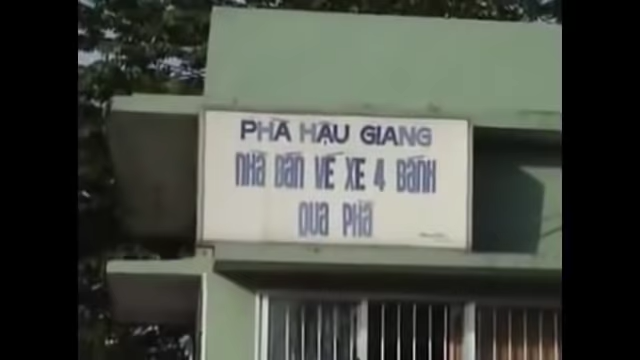 PHÀ HẬU GIANG
NHÀ BÁN VÉ XE 4 BÁNH
QUA PHÀ